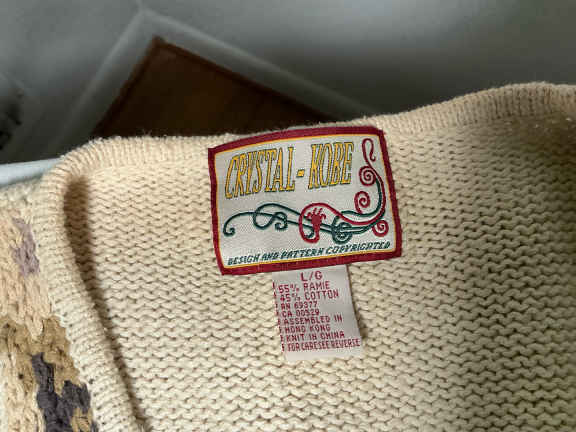 CRYSTAL-KOBE
DESIGN AND PATTERN COPYRIGHTED
L/G
55% RAMIE
45% COTTON
RN 69377
CA 00529
ASSEMBLED IN
HONG KONG
KNIT IN CHINA
FOR CARE SEE REVERSE